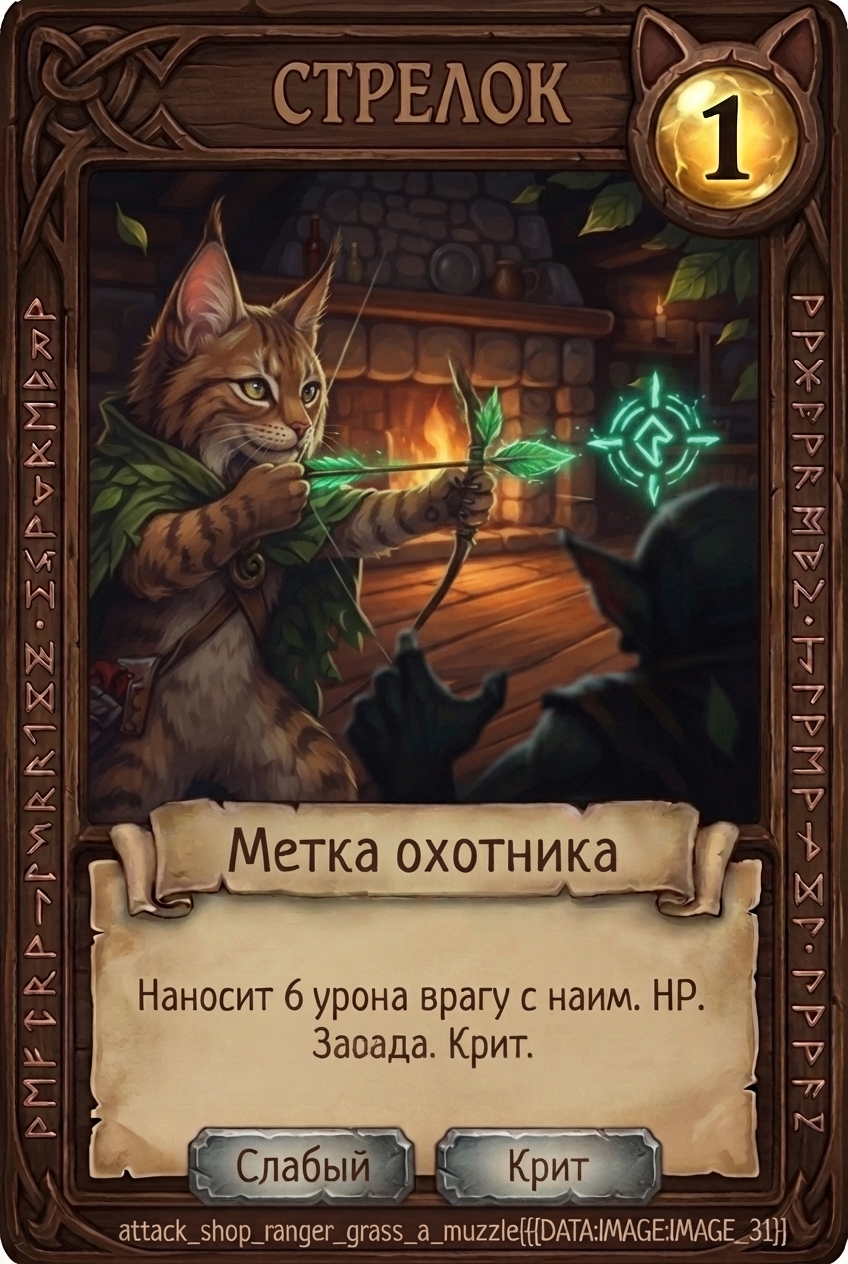 СТРЕЛОК
1
Метка охотника
Наносит 6 урона врагу с наим. HP.
Заоада. Крит.
Слабый
Крит
attack_shop_ranger_grass_a_muzzle[{[DATA:IMAGE:IMAGE_31}]